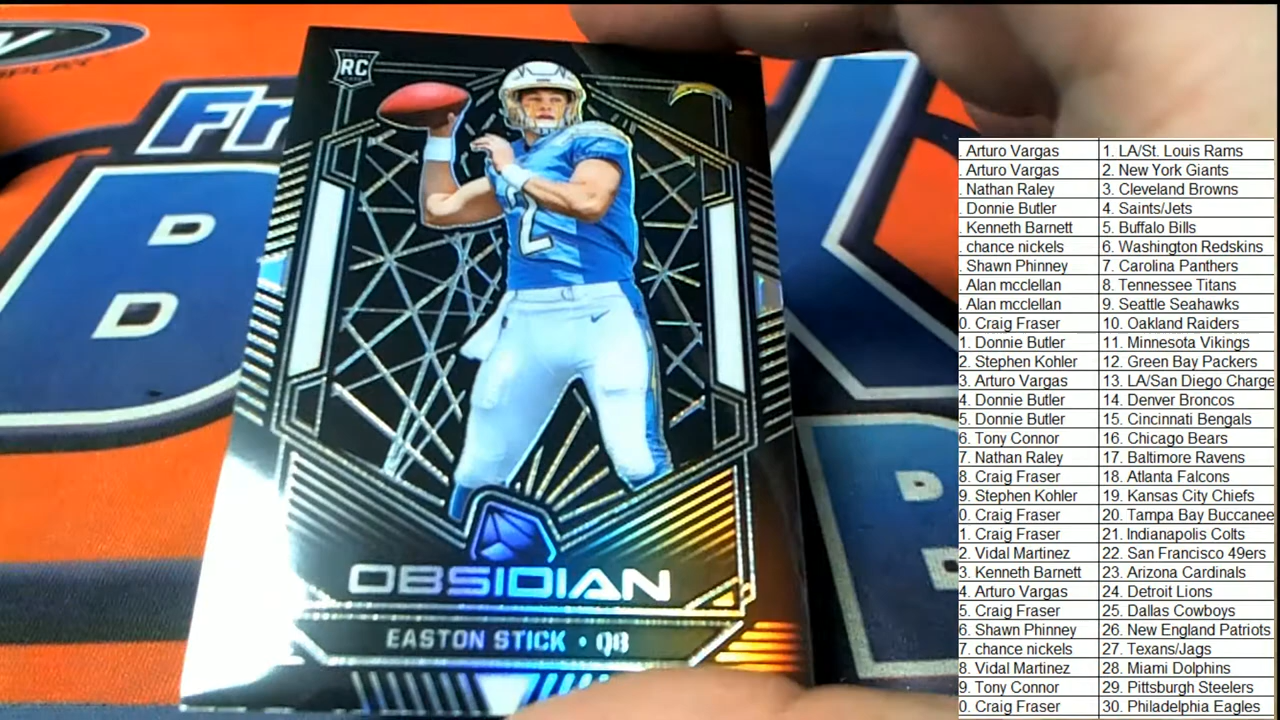 RC
2
OBSIDIAN
EASTON STICK • QB
Fr
. Arturo Vargas 1. LA/St. Louis Rams
. Arturo Vargas 2. New York Giants
. Nathan Raley 3. Cleveland Browns
. Donnie Butler 4. Saints/Jets
. Kenneth Barnett 5. Buffalo Bills
. chance nickels 6. Washington Redskins
. Shawn Phinney 7. Carolina Panthers
. Alan mcclellan 8. Tennessee Titans
. Alan mcclellan 9. Seattle Seahawks
0. Craig Fraser 10. Oakland Raiders
1. Donnie Butler 11. Minnesota Vikings
2. Stephen Kohler 12. Green Bay Packers
3. Arturo Vargas 13. LA/San Diego Charge
4. Donnie Butler 14. Denver Broncos
5. Donnie Butler 15. Cincinnati Bengals
6. Tony Connor 16. Chicago Bears
7. Nathan Raley 17. Baltimore Ravens
8. Craig Fraser 18. Atlanta Falcons
9. Stephen Kohler 19. Kansas City Chiefs
0. Craig Fraser 20. Tampa Bay Buccanee
1. Craig Fraser 21. Indianapolis Colts
2. Vidal Martinez 22. San Francisco 49ers
3. Kenneth Barnett 23. Arizona Cardinals
4. Arturo Vargas 24. Detroit Lions
5. Craig Fraser 25. Dallas Cowboys
6. Shawn Phinney 26. New England Patriots
7. chance nickels 27. Texans/Jags
8. Vidal Martinez 28. Miami Dolphins
9. Tony Connor 29. Pittsburgh Steelers
0. Craig Fraser 30. Philadelphia Eagles